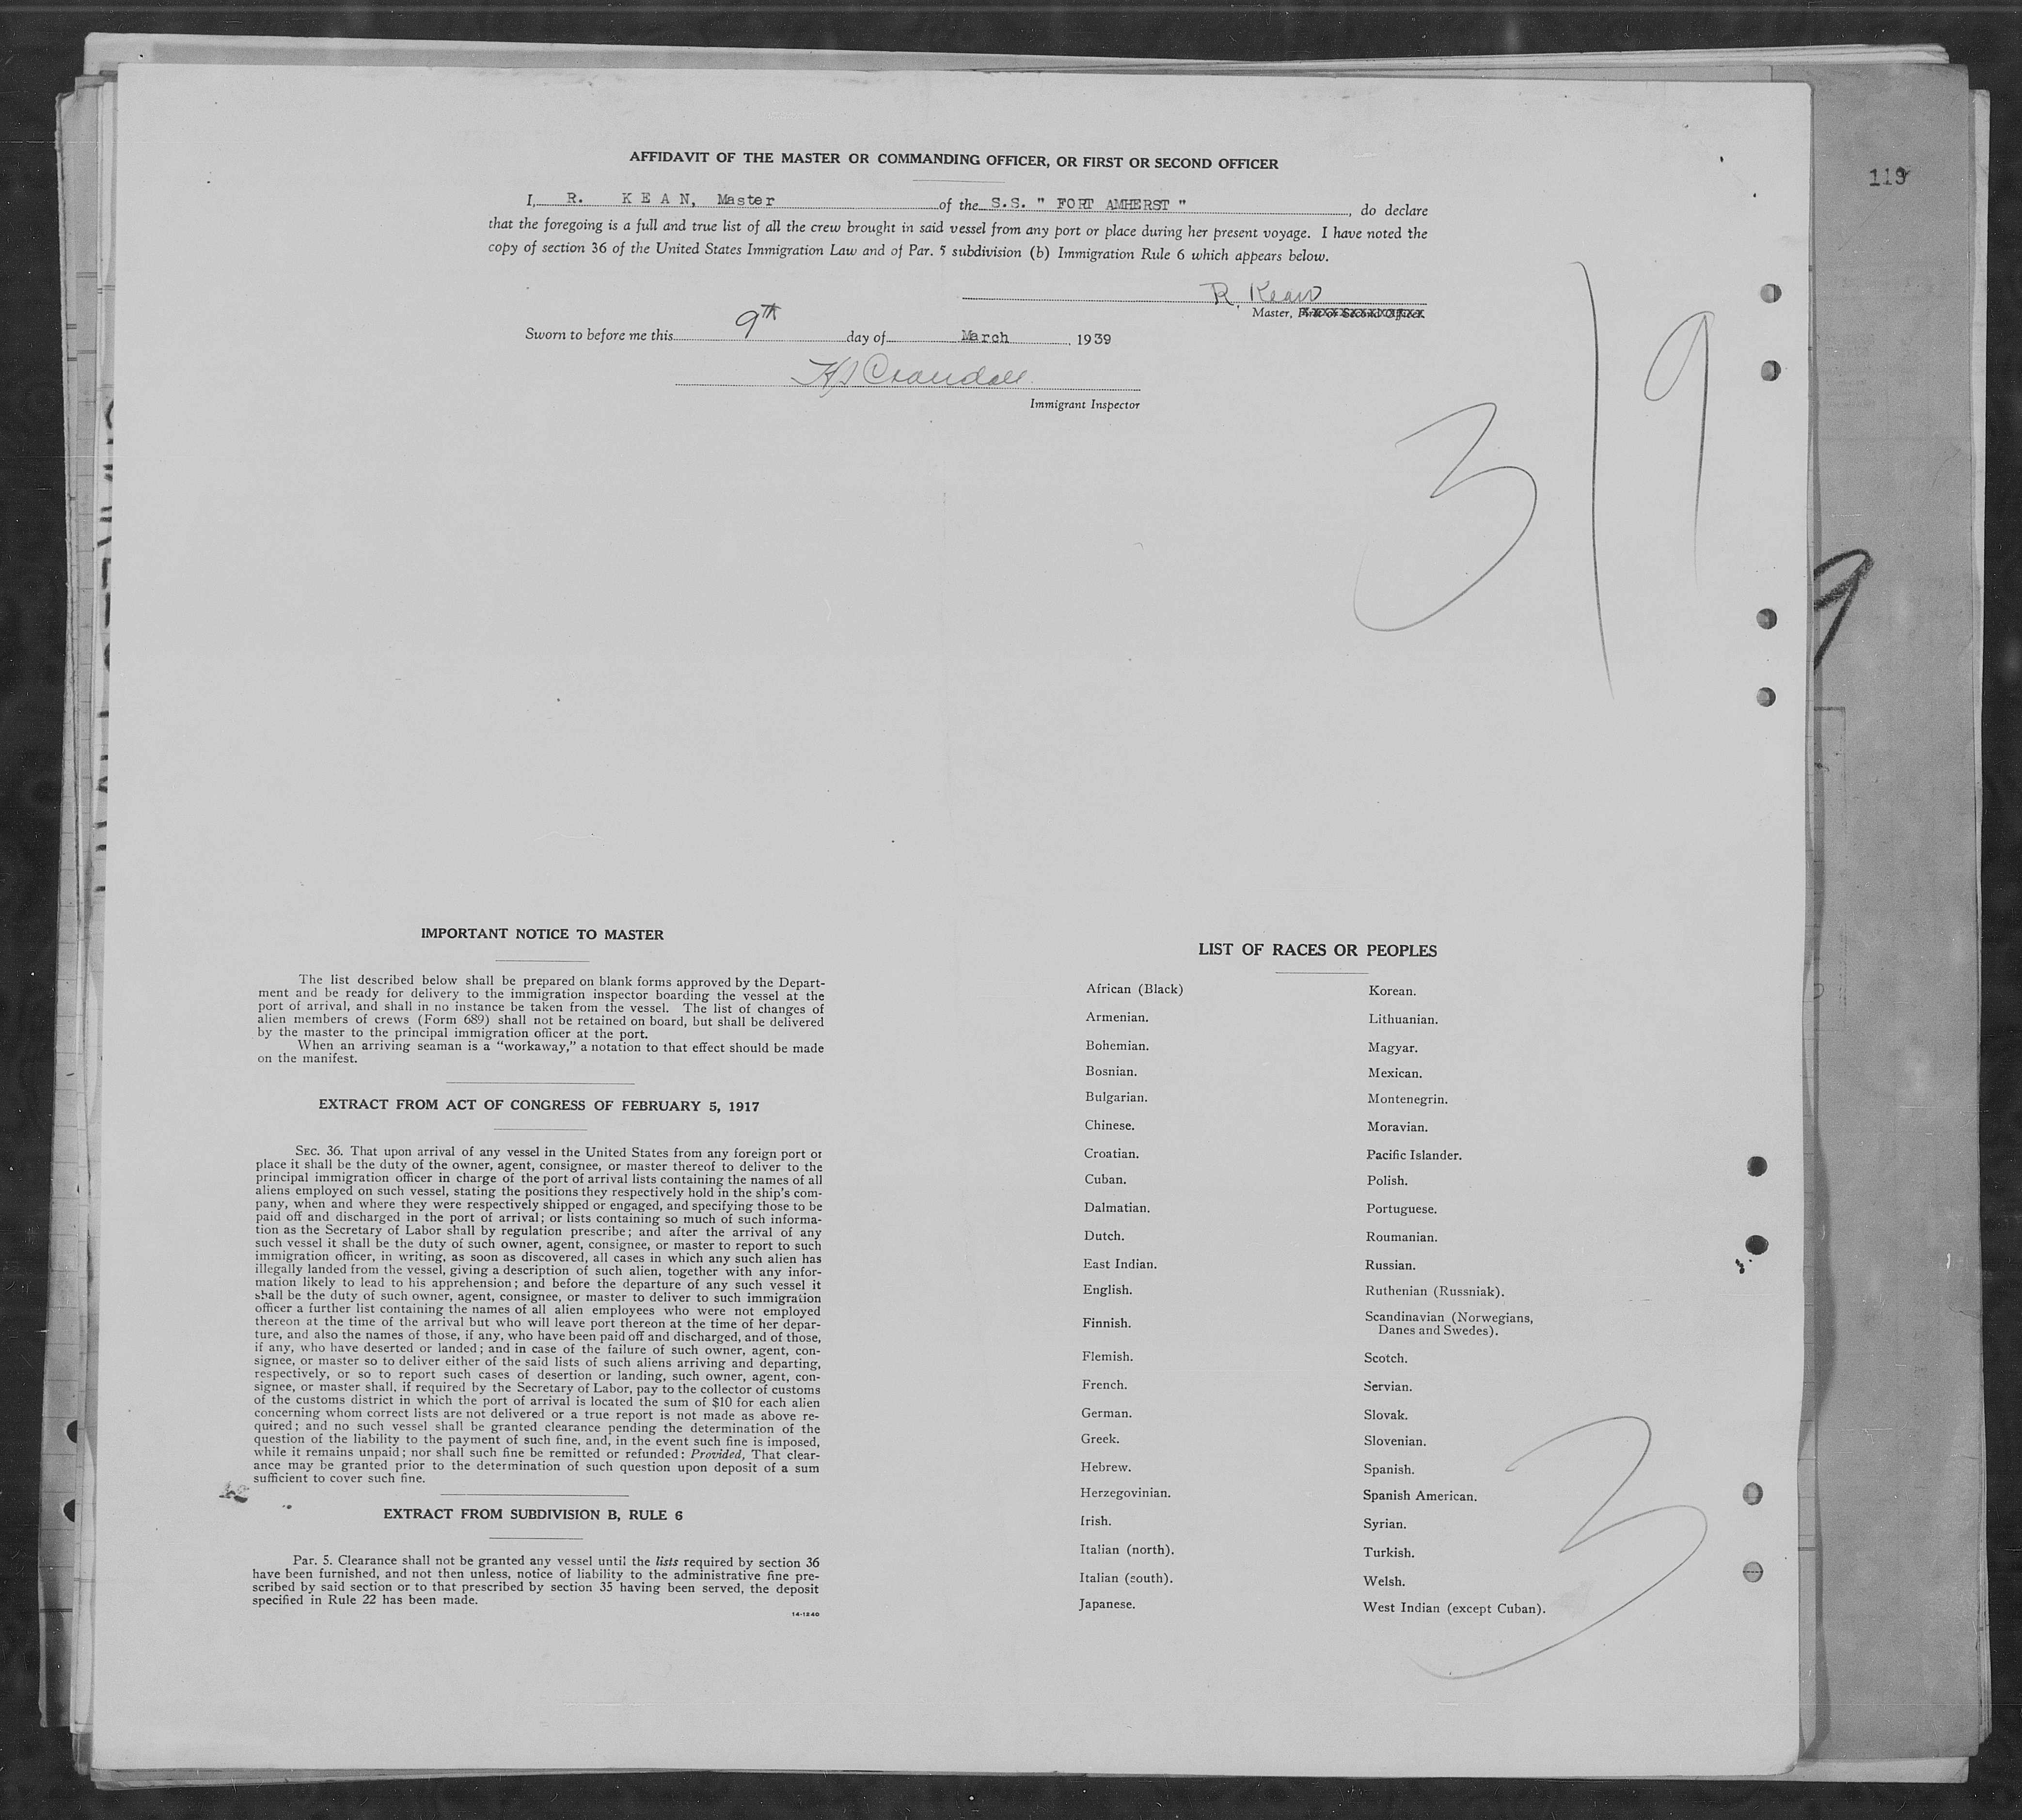 119
AFFIDAVIT OF THE MASTER OR COMMANDING OFFICER, OR FIRST OR SECOND OFFICER
I, R. K E A N, Master of the S.S. " FORT AMHERST ", do declare
that the foregoing is a full and true list of all the crew brought in said vessel from any port or place during her present voyage. I have noted the
copy of section 36 of the United States Immigration Law and of Par. 5 subdivision (b) Immigration Rule 6 which appears below.
R. Kean
Master, First or Second Officer.
Sworn to before me this 9th day of March, 1939
Crandall
Immigrant Inspector
3/9
9
IMPORTANT NOTICE TO MASTER
The list described below shall be prepared on blank forms approved by the Depart-
ment and be ready for delivery to the immigration inspector boarding the vessel at the
port of arrival, and shall in no instance be taken from the vessel. The list of changes of
alien members of crews (Form 689) shall not be retained on board, but shall be delivered
by the master to the principal immigration officer at the port.
When an arriving seaman is a "workaway," a notation to that effect should be made
on the manifest.
EXTRACT FROM ACT OF CONGRESS OF FEBRUARY 5, 1917
SEC. 36. That upon arrival of any vessel in the United States from any foreign port or
place it shall be the duty of the owner, agent, consignee, or master thereof to deliver to the
principal immigration officer in charge of the port of arrival lists containing the names of all
aliens employed on such vessel, stating the positions they respectively hold in the ship's com-
pany, when and where they were respectively shipped or engaged, and specifying those to be
paid off and discharged in the port of arrival; or lists containing so much of such informa-
tion as the Secretary of Labor shall by regulation prescribe; and after the arrival of any
such vessel it shall be the duty of such owner, agent, consignee, or master to report to such
immigration officer, in writing, as soon as discovered, all cases in which any such alien has
illegally landed from the vessel, giving a description of such alien, together with any infor-
mation likely to lead to his apprehension; and before the departure of any such vessel it
shall be the duty of such owner, agent, consignee, or master to deliver to such immigration
officer a further list containing the names of all alien employees who were not employed
thereon at the time of the arrival but who will leave port thereon at the time of her depar-
ture, and also the names of those, if any, who have been paid off and discharged, and of those,
if any, who have deserted or landed; and in case of the failure of such owner, agent, con-
signee, or master so to deliver either of the said lists of such aliens arriving and departing,
respectively, or so to report such cases of desertion or landing, such owner, agent, con-
signee, or master shall, if required by the Secretary of Labor, pay to the collector of customs
of the customs district in which the port of arrival is located the sum of $10 for each alien
concerning whom correct lists are not delivered or a true report is not made as above re-
quired; and no such vessel shall be granted clearance pending the determination of the
question of the liability to the payment of such fine, and, in the event such fine is imposed,
while it remains unpaid; nor shall such fine be remitted or refunded: Provided, That clear-
ance may be granted prior to the determination of such question upon deposit of a sum
sufficient to cover such fine.
EXTRACT FROM SUBDIVISION B, RULE 6
Par. 5. Clearance shall not be granted any vessel until the lists required by section 36
have been furnished, and not then unless, notice of liability to the administrative fine pre-
scribed by said section or to that prescribed by section 35 having been served, the deposit
specified in Rule 22 has been made.
14-1240
LIST OF RACES OR PEOPLES
African (Black)
Armenian.
Bohemian.
Bosnian.
Bulgarian.
Chinese.
Croatian.
Cuban.
Dalmatian.
Dutch.
East Indian.
English.
Finnish.
Flemish.
French.
German.
Greek.
Hebrew.
Herzegovinian.
Irish.
Italian (north).
Italian (south).
Japanese.
Korean.
Lithuanian.
Magyar.
Mexican.
Montenegrin.
Moravian.
Pacific Islander.
Polish.
Portuguese.
Roumanian.
Russian.
Ruthenian (Russniak).
Scandinavian (Norwegians,
Danes and Swedes).
Scotch.
Servian.
Slovak.
Slovenian.
Spanish.
Spanish American.
Syrian.
Turkish.
Welsh.
West Indian (except Cuban).
3